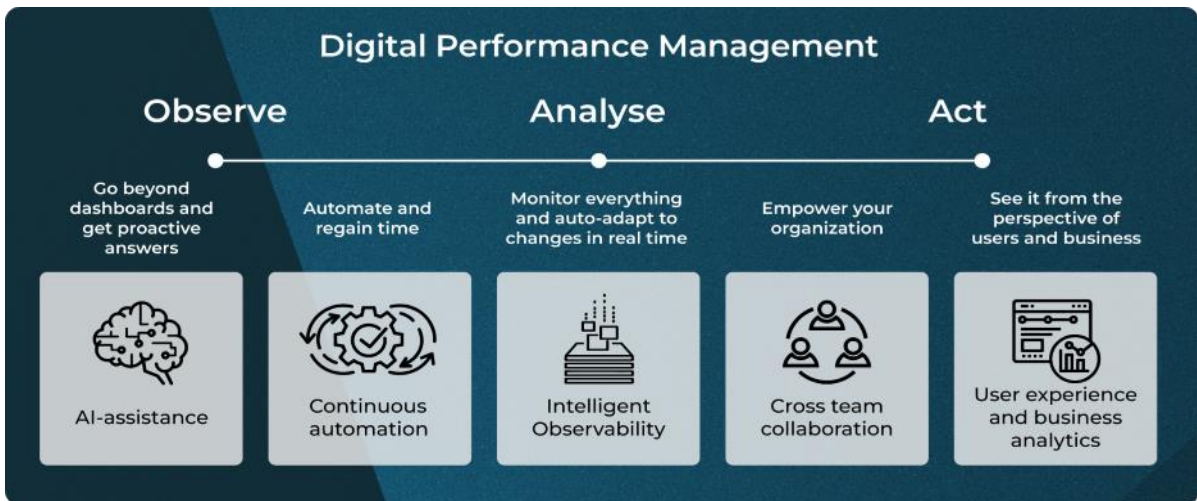 Digital Performance Management
Observe
Analyse
Act
Go beyond
dashboards and
get proactive
answers
Automate and
regain time
Monitor everything
and auto-adapt to
changes in real time
Empower your
organization
See it from the
perspective of
users and business
AI-assistance
Continuous
automation
Intelligent
Observability
Cross team
collaboration
User experience
and business
analytics